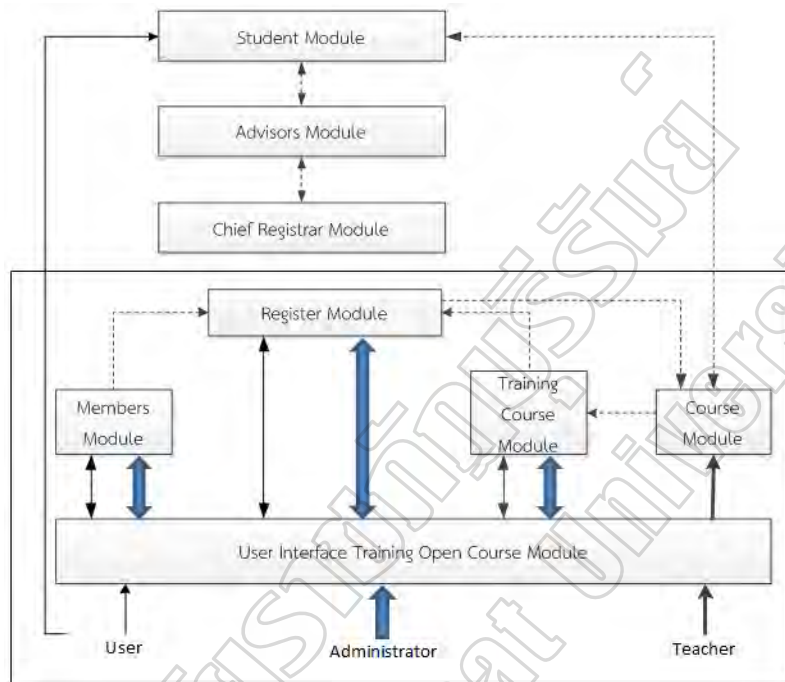 Student Module
Advisors Module
Chief Registrar Module
Register Module
Members
Module
Training
Course
Module
Course
Module
User Interface Training Open Course Module
User
Administrator
Teacher